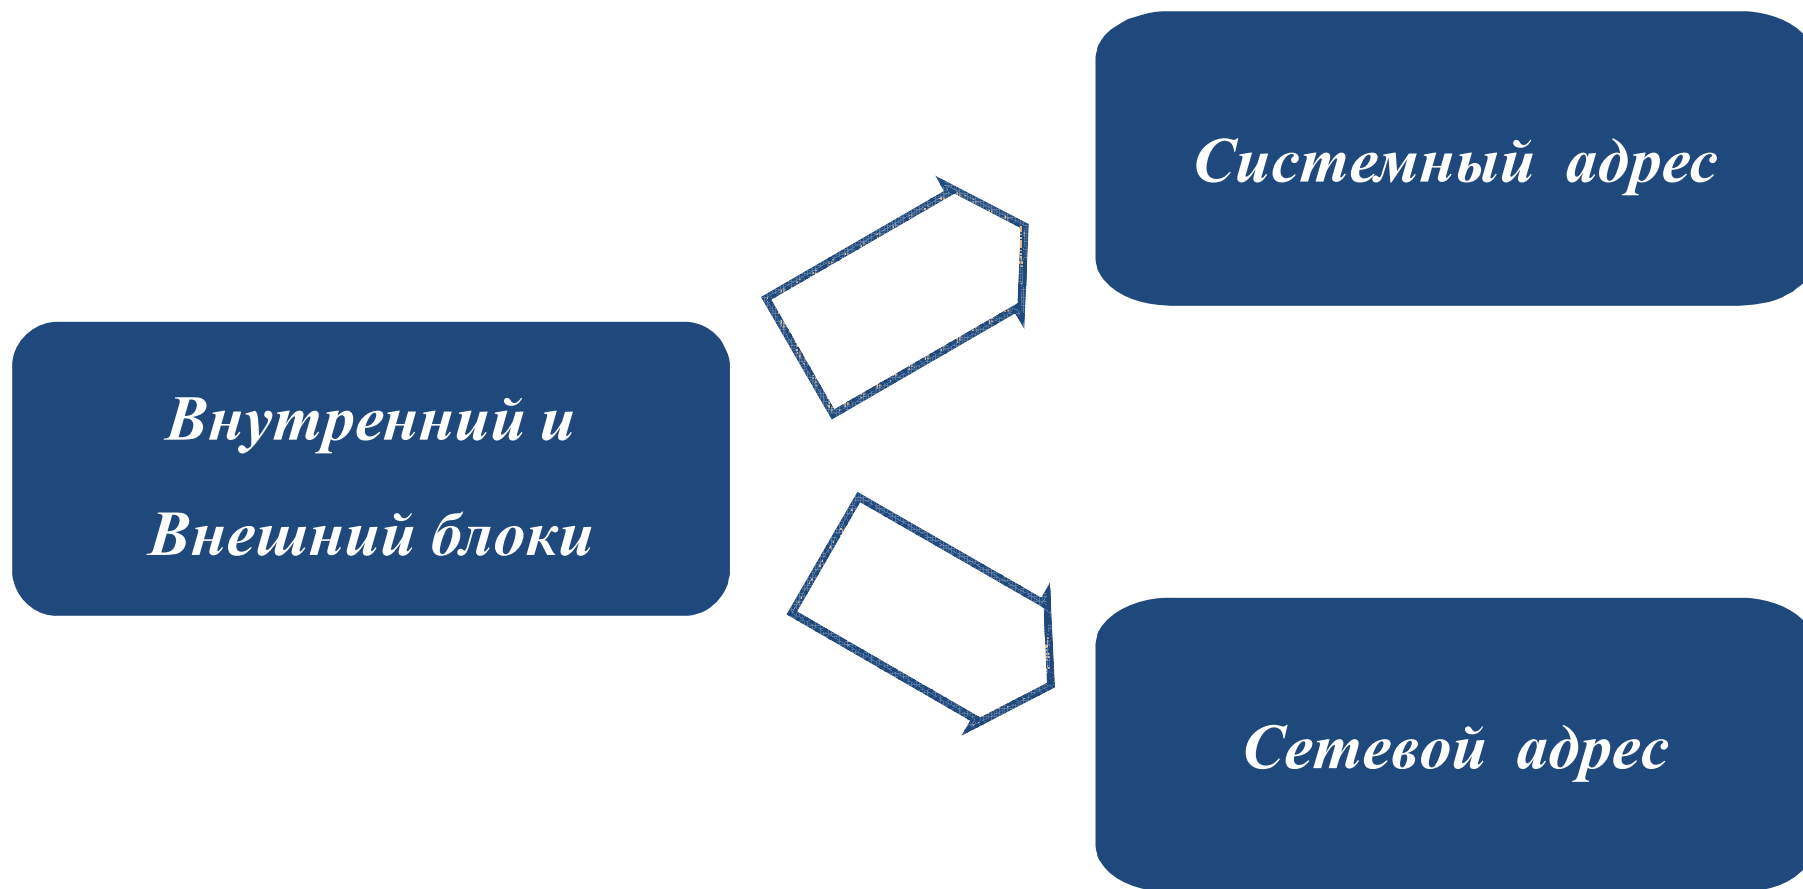 Системный адрес
Внутренний и
Внешний блоки
Сетевой адрес